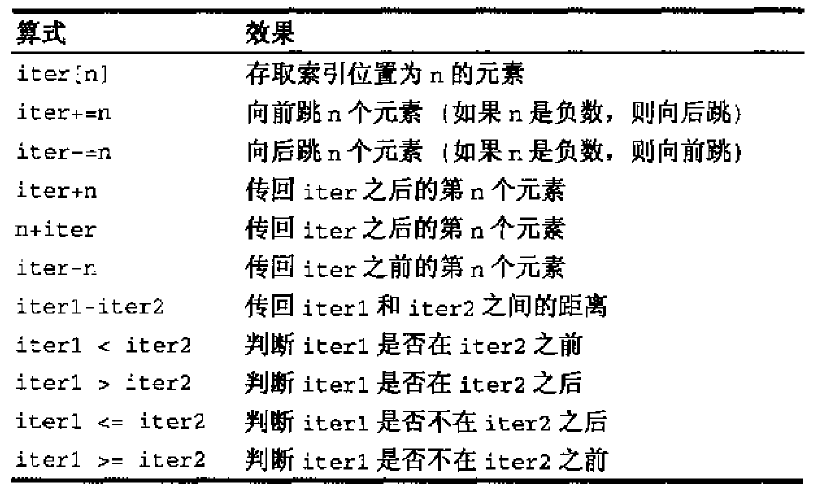 算式 效果
iter[n] 存取索引位置为 n 的元素
iter+=n 向前跳 n 个元素 (如果 n 是负数，则向后跳)
iter-=n 向后跳 n 个元素 (如果 n 是负数，则向前跳)
iter+n 传回 iter 之后的第 n 个元素
n+iter 传回 iter 之后的第 n 个元素
iter-n 传回 iter 之前的第 n 个元素
iter1-iter2 传回 iter1 和 iter2 之间的距离
iter1 < iter2 判断 iter1 是否在 iter2 之前
iter1 > iter2 判断 iter1 是否在 iter2 之后
iter1 <= iter2 判断 iter1 是否不在 iter2 之后
iter1 >= iter2 判断 iter1 是否不在 iter2 之前